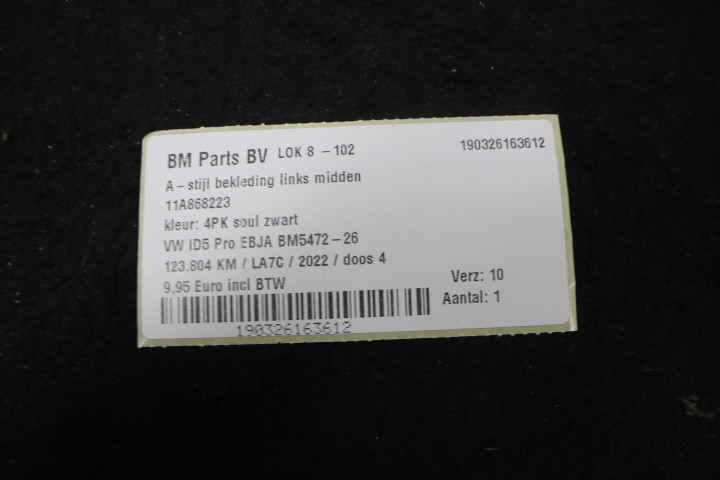 BM Parts BV LOK 8 - 102 190326163612
A-stijl bekleding links midden
11A868223
kleur: 4PK soul zwart
VW ID5 Pro EBJA BM5472-26
123.804 KM / LA7C / 2022 / doos 4
9,95 Euro incl BTW
Verz: 10
Aantal: 1
190326163612